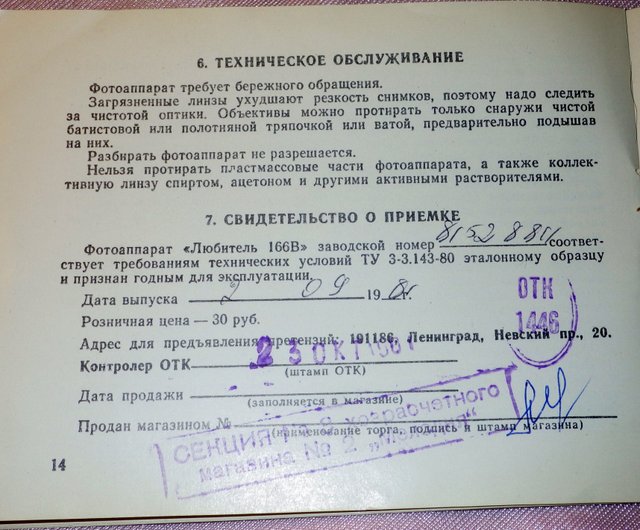 6. ТЕХНИЧЕСКОЕ ОБСЛУЖИВАНИЕ
Фотоаппарат требует бережного обращения.
Загрязненные линзы ухудшают резкость снимков, поэтому надо следить
за чистотой оптики. Объективы можно протирать только снаружи чистой
батистовой или полотняной тряпочкой или ватой, предварительно подышав
на них.
Разбирать фотоаппарат не разрешается.
Нельзя протирать пластмассовые части фотоаппарата, а также коллек-
тивную линзу спиртом, ацетоном и другими активными растворителями.
7. СВИДЕТЕЛЬСТВО О ПРИЕМКЕ
Фотоаппарат «Любитель 166В» заводской номер соответ-
ствует требованиям технических условий ТУ 3-3.143-80 эталонному образцу
и признан годным для эксплуатации.
Дата выпуска 2 09 1981г.
ОТК
1446
Розничная цена — 30 руб.
Адрес для предъявления претензий: 191186, Ленинград, Невский пр., 20.
23 ОКТ 1981
Контролер ОТК
(штамп ОТК)
Дата продажи
(заполняется в магазине)
Продан магазином №
(наименование торга, подпись и штамп магазина)
СЕКЦИЯ № 8 хозрасчетного
магазина № 2
14